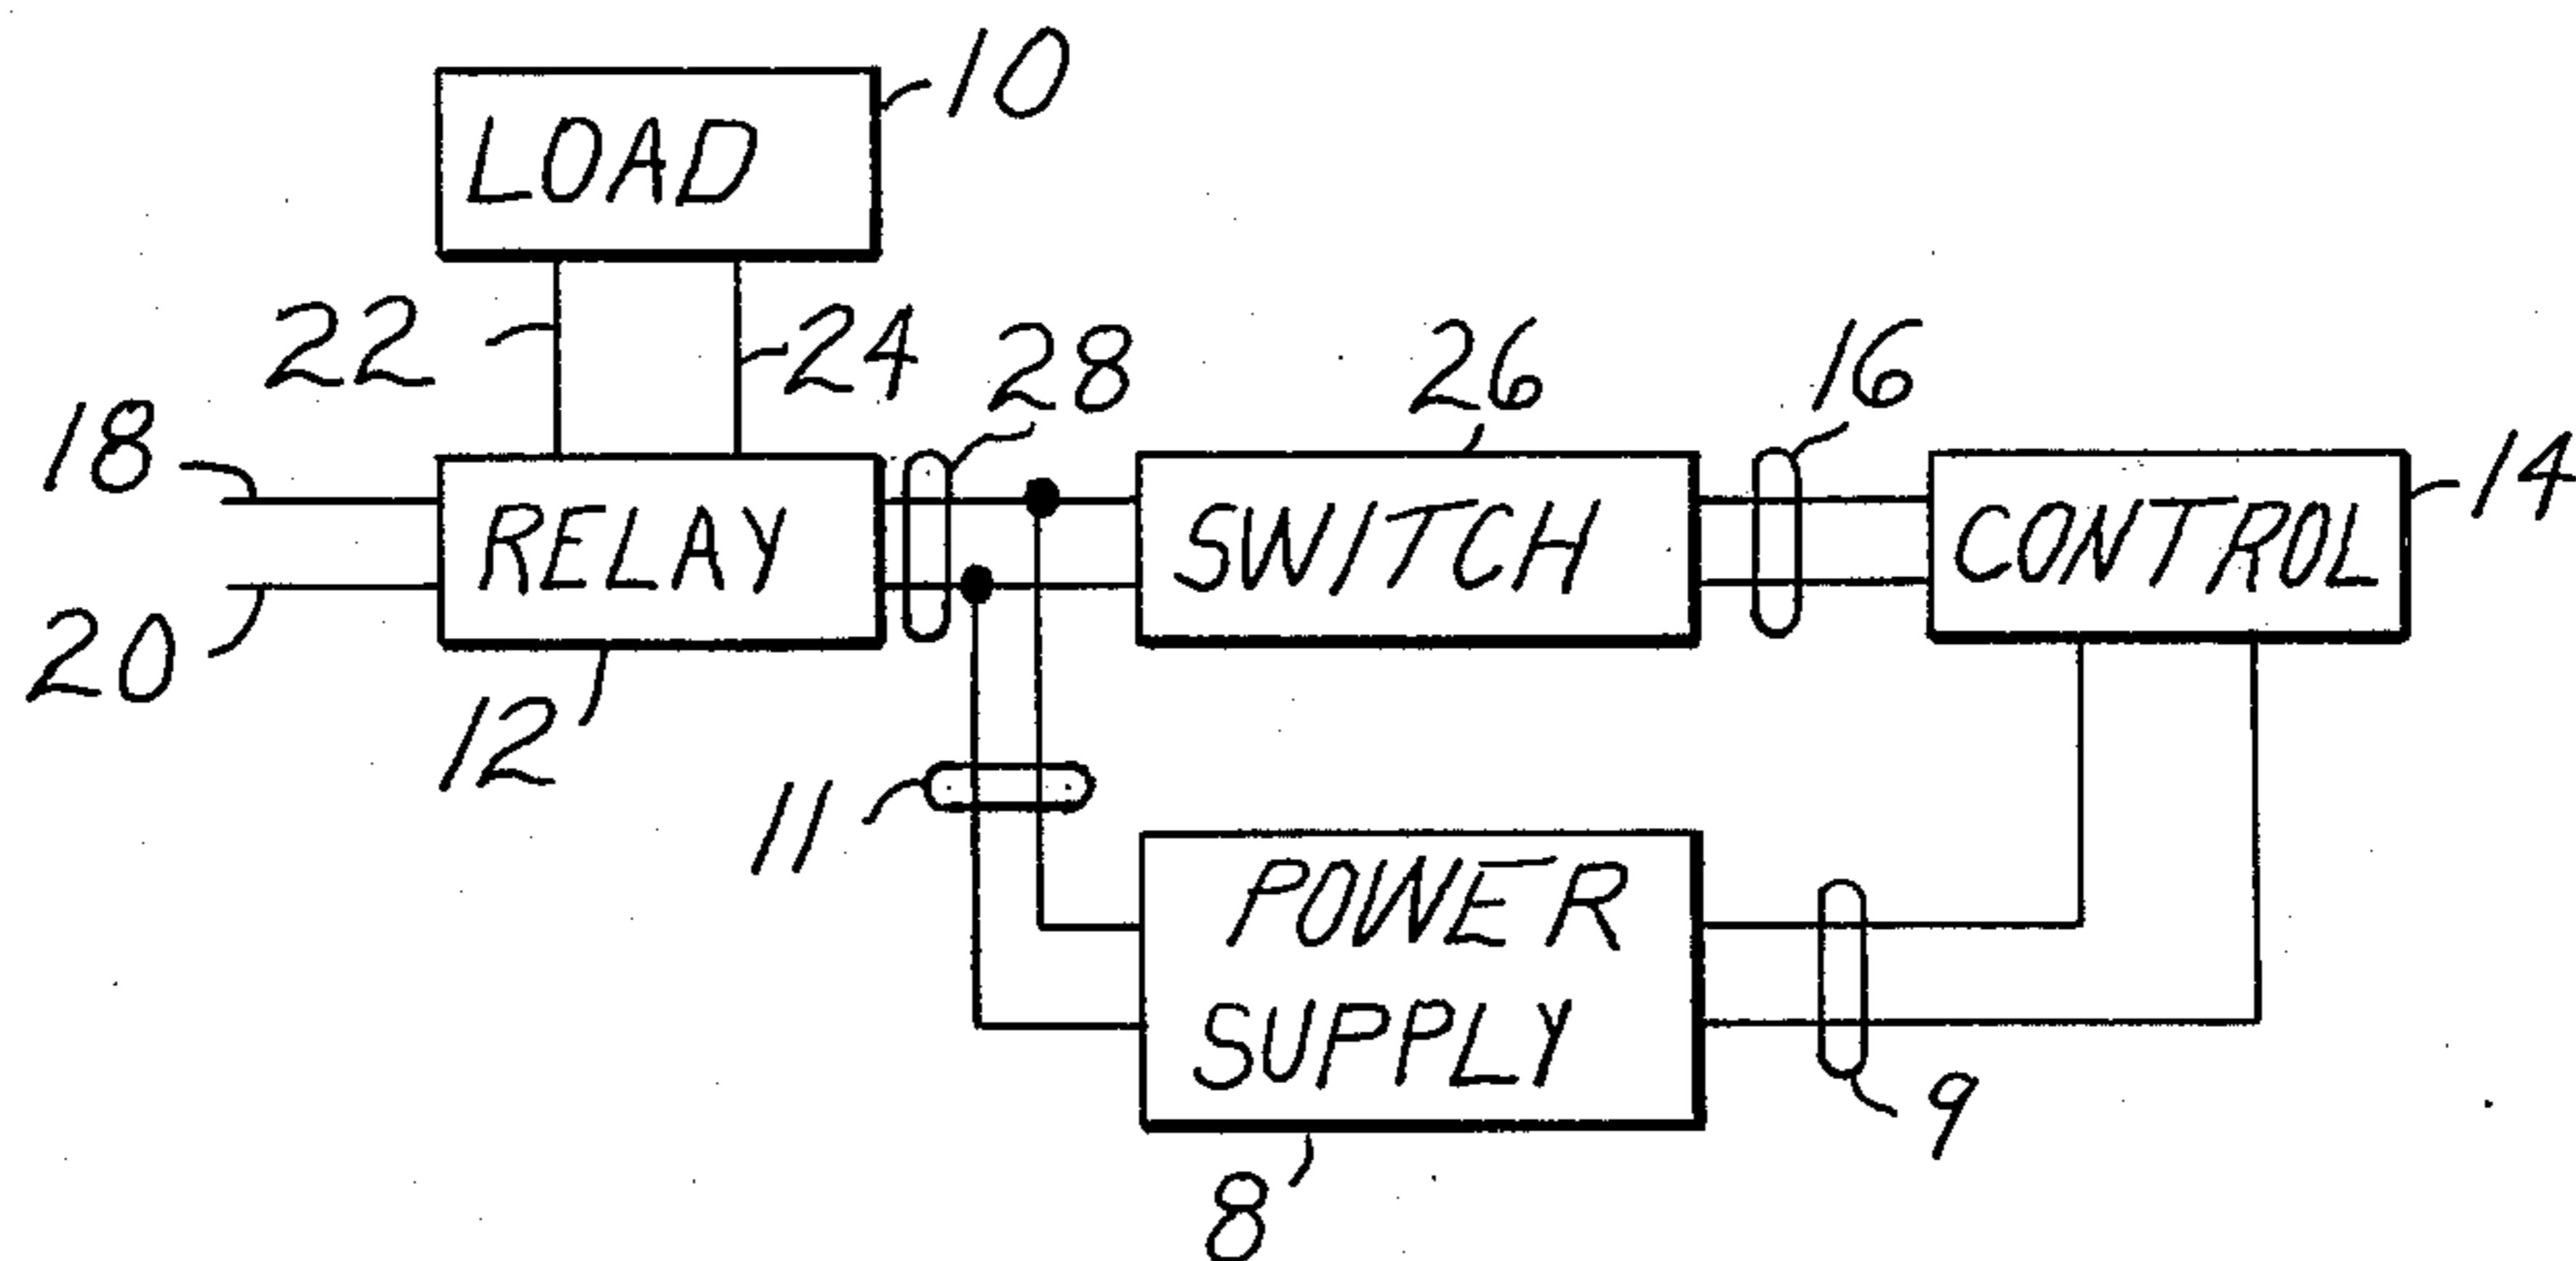 10
LOAD
22
24
28
26
16
18
14
RELAY
SWITCH
CONTROL
20
12
11
POWER
SUPPLY
9
8